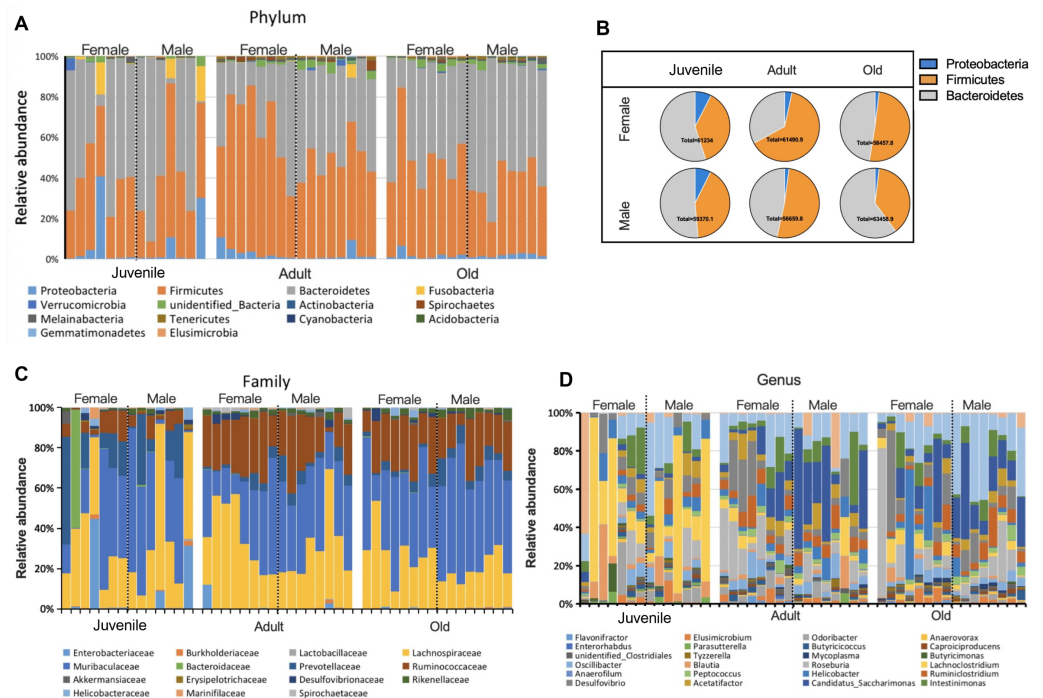 A
Phylum
Female Male Female Male Female Male
Relative abundance
100%
80%
60%
40%
20%
0%
Juvenile Adult Old
Proteobacteria Firmicutes Bacteroidetes Fusobacteria
Verrucomicrobia unidentified_Bacteria Actinobacteria Spirochaetes
Melainabacteria Tenericutes Cyanobacteria Acidobacteria
Gemmatimonadetes Elusimicrobia
B
Juvenile Adult Old
Female
Total=61234 Total=61490.9 Total=58457.8
Male
Total=59370.1 Total=56659.8 Total=63458.9
Proteobacteria
Firmicutes
Bacteroidetes
C
Family
Female Male Female Male Female Male
Relative abundance
100%
80%
60%
40%
20%
0%
Juvenile Adult Old
Enterobacteriaceae Burkholderiaceae Lactobacillaceae Lachnospiraceae
Muribaculaceae Bacteroidaceae Prevotellaceae Ruminococcaceae
Akkermansiaceae Erysipelotrichaceae Desulfovibrionaceae Rikenellaceae
Helicobacteraceae Marinifilaceae Spirochaetaceae
D
Genus
Female Male Female Male Female Male
Relative abundance
100%
80%
60%
40%
20%
0%
Juvenile Adult Old
Flavonifractor Elusimicrobium Odoribacter Anaerovorax
Enterorhabdus Parasutterella Butyricicoccus Caproiciproducens
unidentified_Clostridiales Tyzzerella Mycoplasma Butyricimonas
Oscillibacter Blautia Roseburia Lachnoclostridium
Anaerofilum Peptococcus Helicobacter Ruminiclostridium
Desulfovibrio Acetatifactor Candidatus_Saccharimonas Intestinimonas